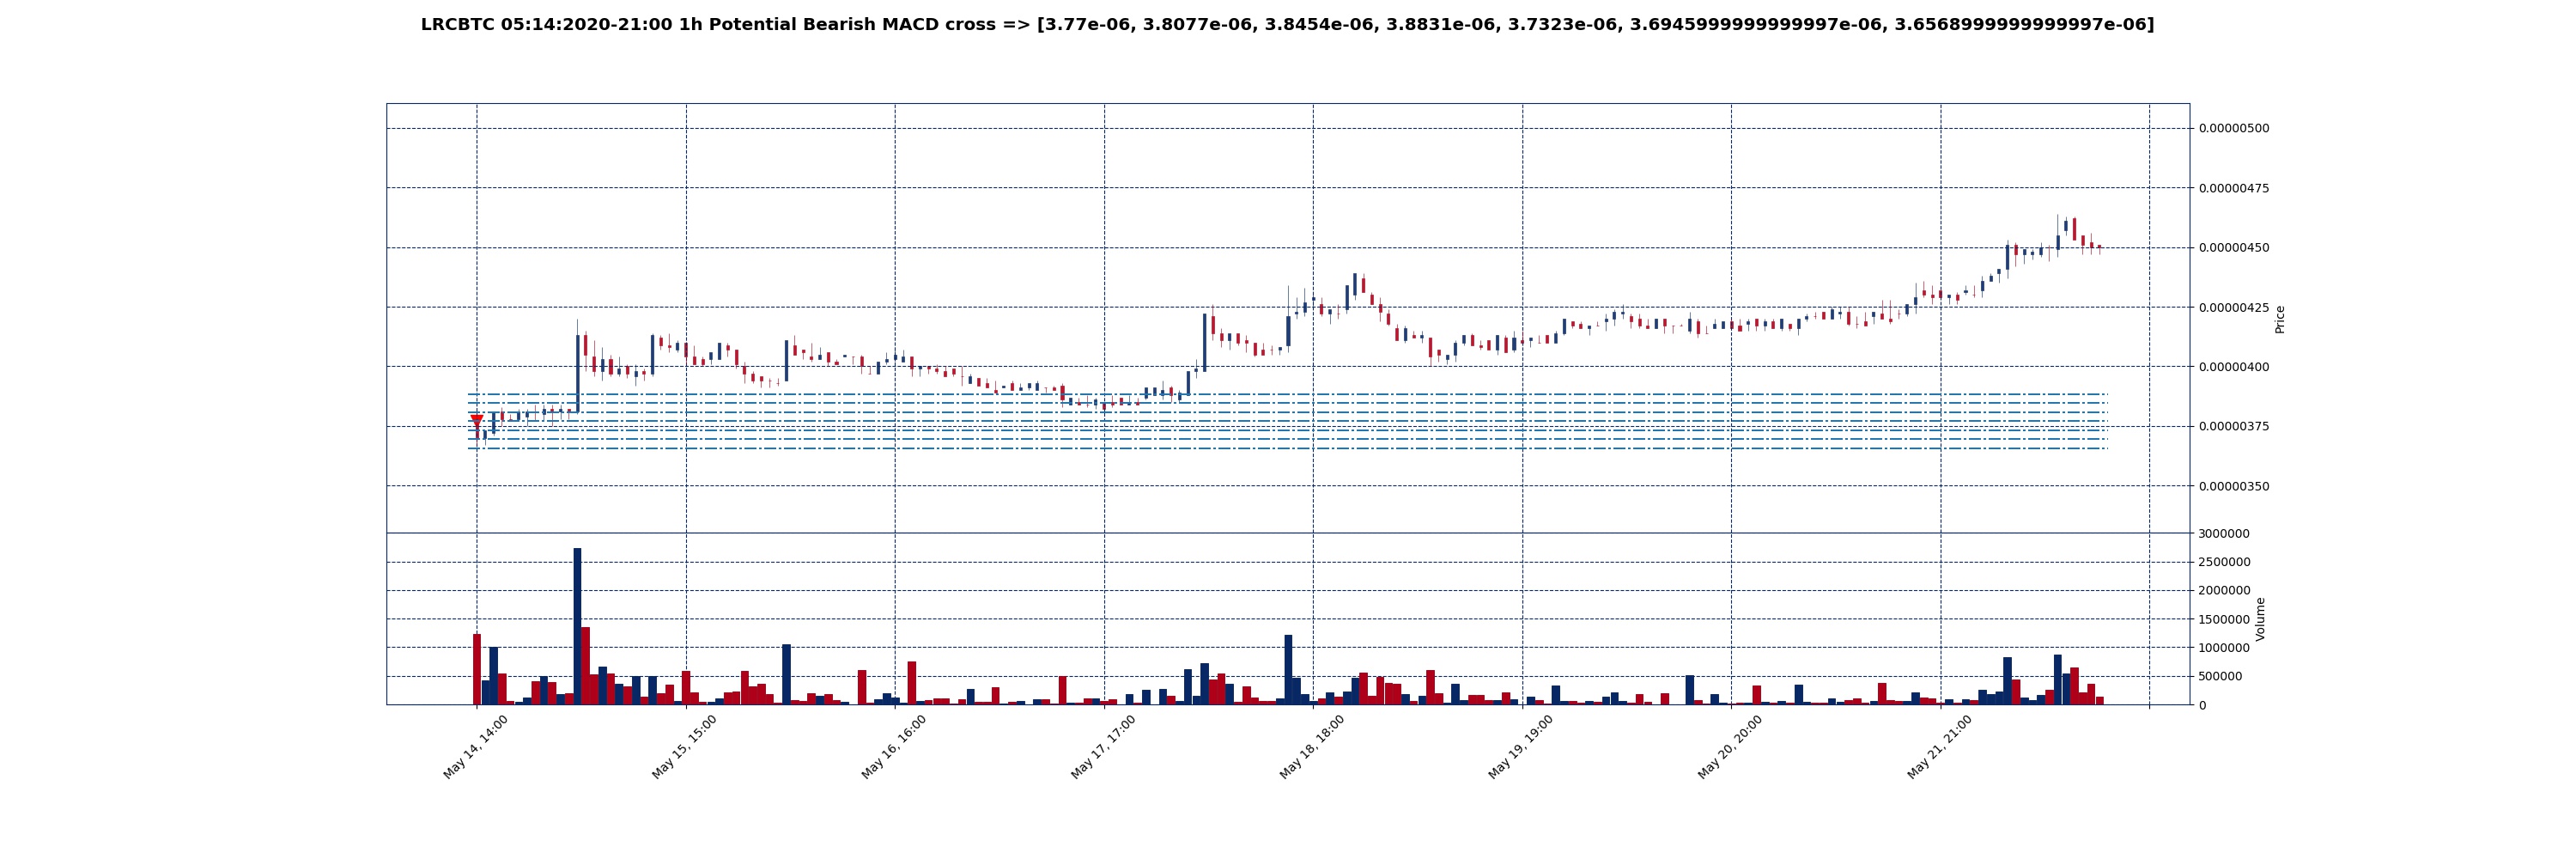 LRCBTC 05:14:2020-21:00 1h Potential Bearish MACD cross => [3.77e-06, 3.8077e-06, 3.8454e-06, 3.8831e-06, 3.7323e-06, 3.6945999999999997e-06, 3.6568999999999997e-06]
0.00000500
0.00000475
0.00000450
0.00000425
Price
0.00000400
0.00000375
0.00000350
3000000
2500000
2000000
1500000
Volume
1000000
500000
0
May 14, 14:00
May 15, 15:00
May 16, 16:00
May 17, 17:00
May 18, 18:00
May 19, 19:00
May 20, 20:00
May 21, 21:00